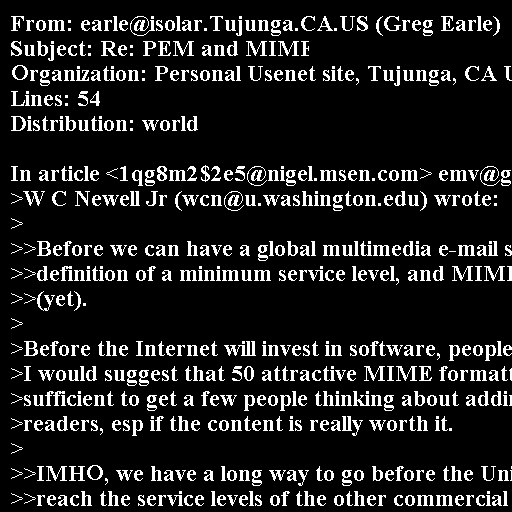 From: earle@isolar.Tujunga.CA.US (Greg Earle)
Subject: Re: PEM and MIME
Organization: Personal Usenet site, Tujunga, CA U
Lines: 54
Distribution: world

In article <1qg8m2$2e5@nigel.msen.com> emv@g
>W C Newell Jr (wcn@u.washington.edu) wrote:
>
>>Before we can have a global multimedia e-mail s
>>definition of a minimum service level, and MIME
>>(yet).
>
>Before the Internet will invest in software, people
>I would suggest that 50 attractive MIME formatt
>sufficient to get a few people thinking about addi
>readers, esp if the content is really worth it.
>
>>IMHO, we have a long way to go before the Uni
>>reach the service levels of the other commercial